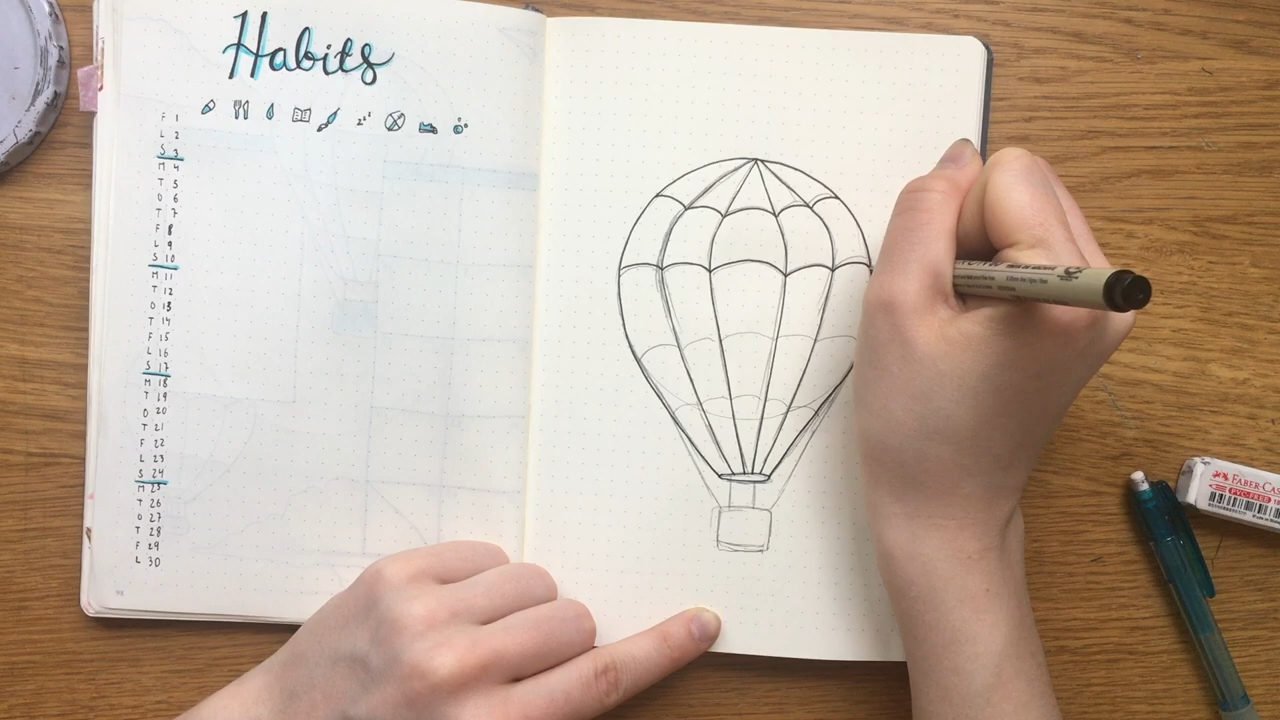 Habits
zzz
F 1
L 2
S 3
M 4
T 5
O 6
T 7
F 8
L 9
S 10
M 11
T 12
O 13
T 14
F 15
L 16
S 17
M 18
T 19
O 20
T 21
F 22
L 23
S 24
M 25
T 26
O 27
T 28
F 29
L 30
FABER-CAS
PVC-FREE